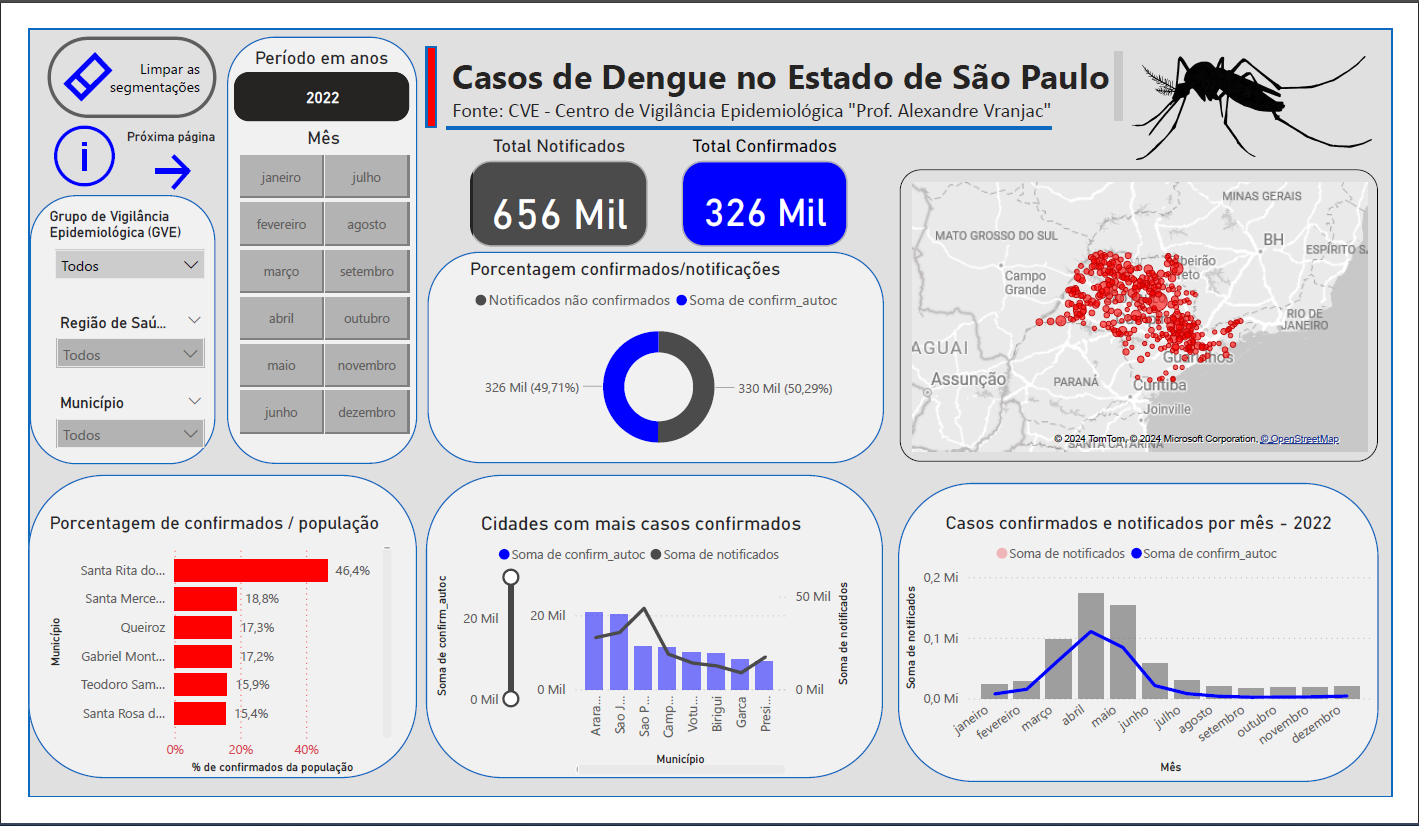 Limpar as
segmentações
Próxima página
i
Período em anos
2022
Mês
janeiro
julho
fevereiro
agosto
março
setembro
abril
outubro
maio
novembro
junho
dezembro
Grupo de Vigilância
Epidemiológica (GVE)
Todos
Região de Saú...
Todos
Município
Todos
Casos de Dengue no Estado de São Paulo
Fonte: CVE - Centro de Vigilância Epidemiológica "Prof. Alexandre Vranjac"
Total Notificados
656 Mil
Total Confirmados
326 Mil
Porcentagem confirmados/notificações
Notificados não confirmados
Soma de confirm_autoc
326 Mil (49,71%)
330 Mil (50,29%)
MINAS GERAIS
MATO GROSSO DO SUL
BH
ESPÍRITO SA
Campo
Grande
RIO DE
JANEIRO
AGUAI
Assunção
PARANÁ
Curitiba
Joinville
SANTA CATARINA
© 2024 TomTom, © 2024 Microsoft Corporation, © OpenStreetMap
Porcentagem de confirmados / população
Município
Santa Rita do...
46,4%
Santa Merce...
18,8%
Queiroz
17,3%
Gabriel Mont...
17,2%
Teodoro Sam...
15,9%
Santa Rosa d...
15,4%
0%
20%
40%
% de confirmados da população
Cidades com mais casos confirmados
Soma de confirm_autoc
Soma de notificados
Soma de confirm_autoc
20 Mil
0 Mil
20 Mil
0 Mil
50 Mil
0 Mil
Soma de notificados
Arara...
Sao J...
Sao P...
Camp...
Votu...
Birigui
Garca
Presi...
Município
Casos confirmados e notificados por mês - 2022
Soma de notificados
Soma de confirm_autoc
Soma de notificados
0,2 Mi
0,1 Mi
0,0 Mi
janeiro
fevereiro
março
abril
maio
junho
julho
agosto
setembro
outubro
novembro
dezembro
Mês